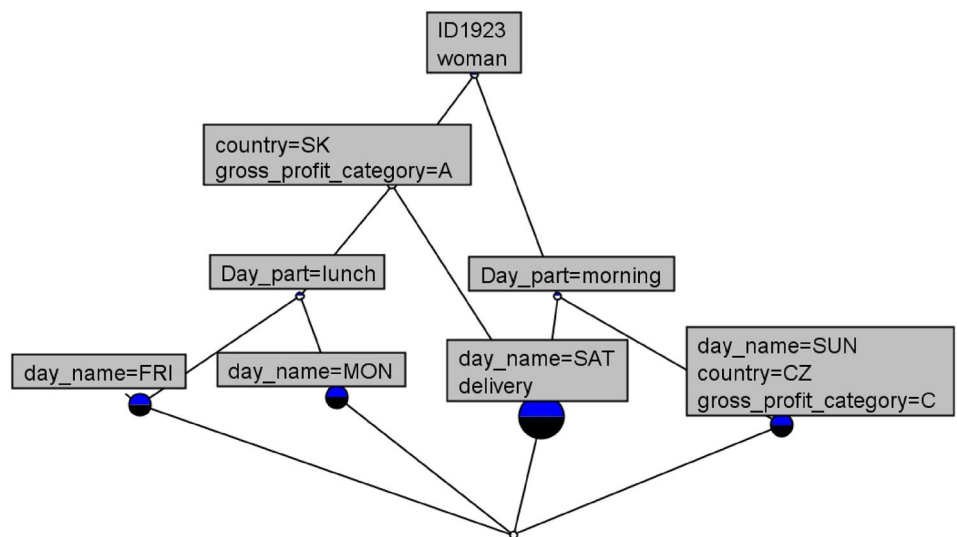 ID1923
woman
country=SK
gross_profit_category=A
Day_part=lunch
Day_part=morning
day_name=FRI
day_name=MON
day_name=SAT
delivery
day_name=SUN
country=CZ
gross_profit_category=C